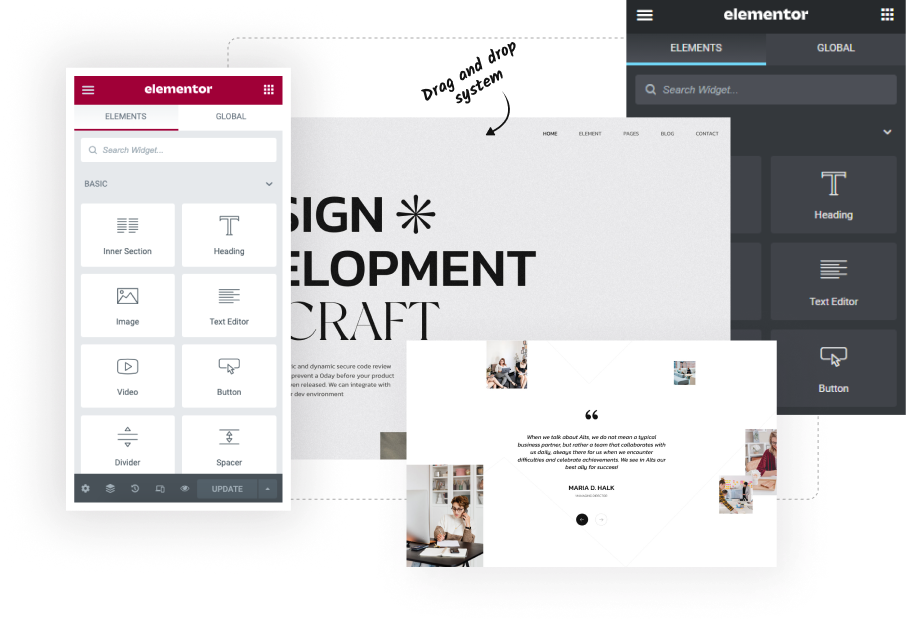 elementor
ELEMENTS
GLOBAL
Search Widget...
BASIC
Inner Section
Heading
Image
Text Editor
Video
Button
Divider
Spacer
UPDATE
Drag and drop
system
HOME
ELEMENT
PAGES
BLOG
CONTACT
SIGN
ELOPMENT
CRAFT
ic and dynamic secure code review
prevent a 0day before your product
en released. We can integrate with
r dev environment
“
When we talk about Alts, we do not mean a typical
business partner, but rather a team that collaborates with
us daily, always there for us when we encounter
difficulties and celebrate achievements. We see in Alts our
best ally for success!
MARIA D. HALK
MANAGING DIRECTOR
elementor
ELEMENTS
GLOBAL
Search Widget...
Heading
Text Editor
Button